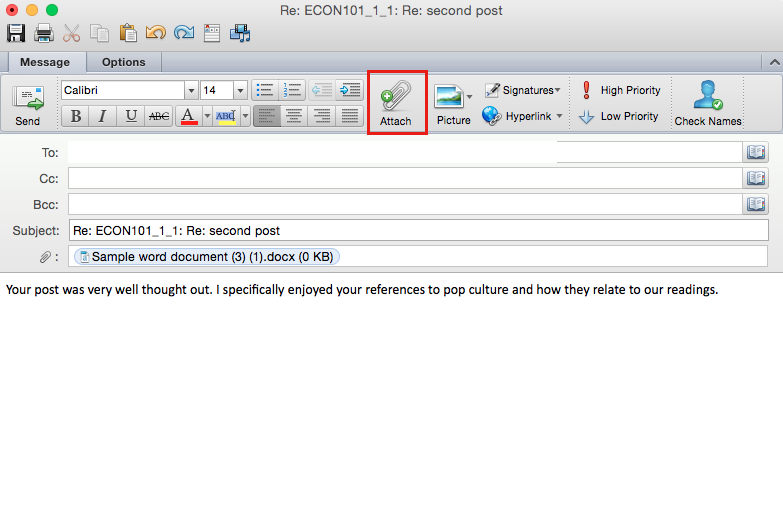 Re: ECON101_1_1: Re: second post
Message Options
Calibri 14
Send
B I U ABC A ABC
Attach
Picture
Signatures
Hyperlink
High Priority
Low Priority
Check Names
To:
Cc:
Bcc:
Subject: Re: ECON101_1_1: Re: second post
: Sample word document (3) (1).docx (0 KB)
Your post was very well thought out. I specifically enjoyed your references to pop culture and how they relate to our readings.